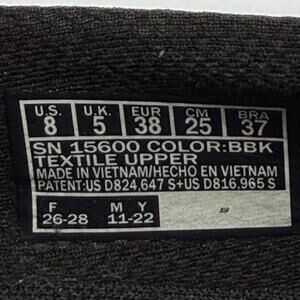 U.S. U.K. EUR CM BRA
8 5 38 25 37
SN 15600 COLOR:BBK
TEXTILE UPPER
MADE IN VIETNAM/HECHO EN VIETNAM
PATENT:US D824,647 S+US D816,965 S
F M Y
26-28 11-22